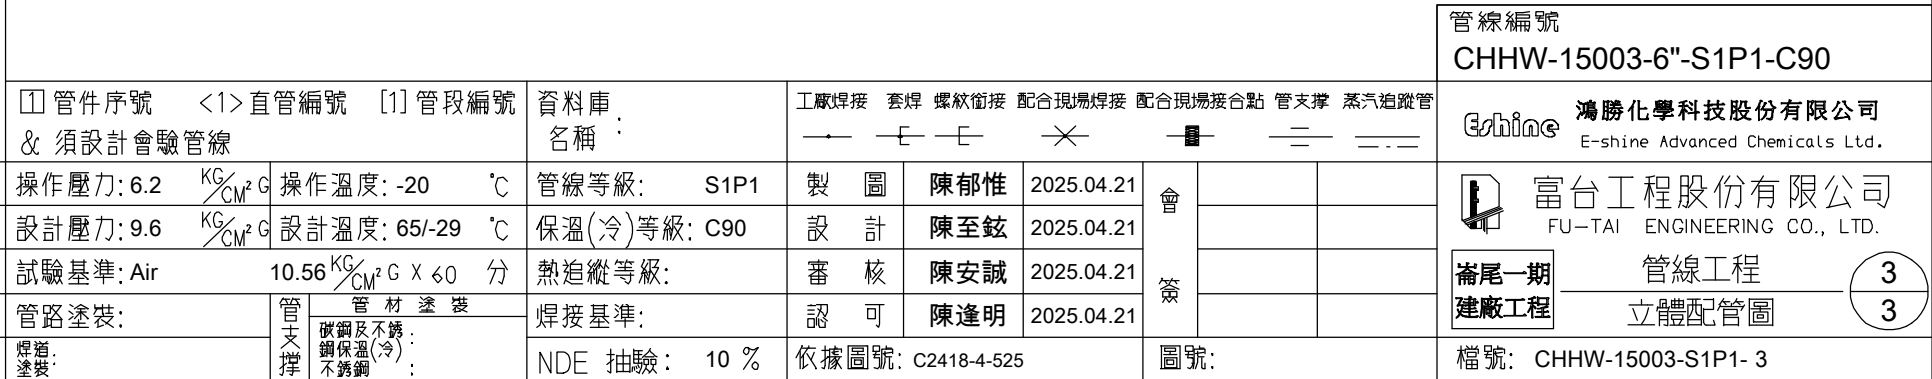 管線編號
CHHW-15003-6"-S1P1-C90
1 管件序號 <1>直管編號 [1]管段編號
& 須設計會驗管線
資料庫
名稱 :
工廠焊接 套焊 螺紋銜接 配合現場焊接 配合現場接合點 管支撐 蒸汽追蹤管
Eshine 鴻勝化學科技股份有限公司
E-shine Advanced Chemicals Ltd.
操作壓力: 6.2 KG/CM² G 操作溫度: -20 °C 管線等級: S1P1 製 圖 陳郁惟 2025.04.21
會簽
設計壓力: 9.6 KG/CM² G 設計溫度: 65/-29 °C 保溫(冷)等級: C90 設 計 陳至鉉 2025.04.21
富台工程股份有限公司
FU-TAI ENGINEERING CO., LTD.
試驗基準: Air 10.56 KG/CM² G X 60 分 熱追縱等級: 審 核 陳安誠 2025.04.21
崙尾一期
建廠工程
管線工程
立體配管圖
3
3
管路塗裝: 管支撐 管材塗裝 焊接基準: 認 可 陳逢明 2025.04.21
碳鋼及不銹
鋼保溫(冷) :
不銹鋼 :
焊道
塗裝:
NDE 抽驗: 10 % 依據圖號: C2418-4-525 圖號: 檔號: CHHW-15003-S1P1- 3